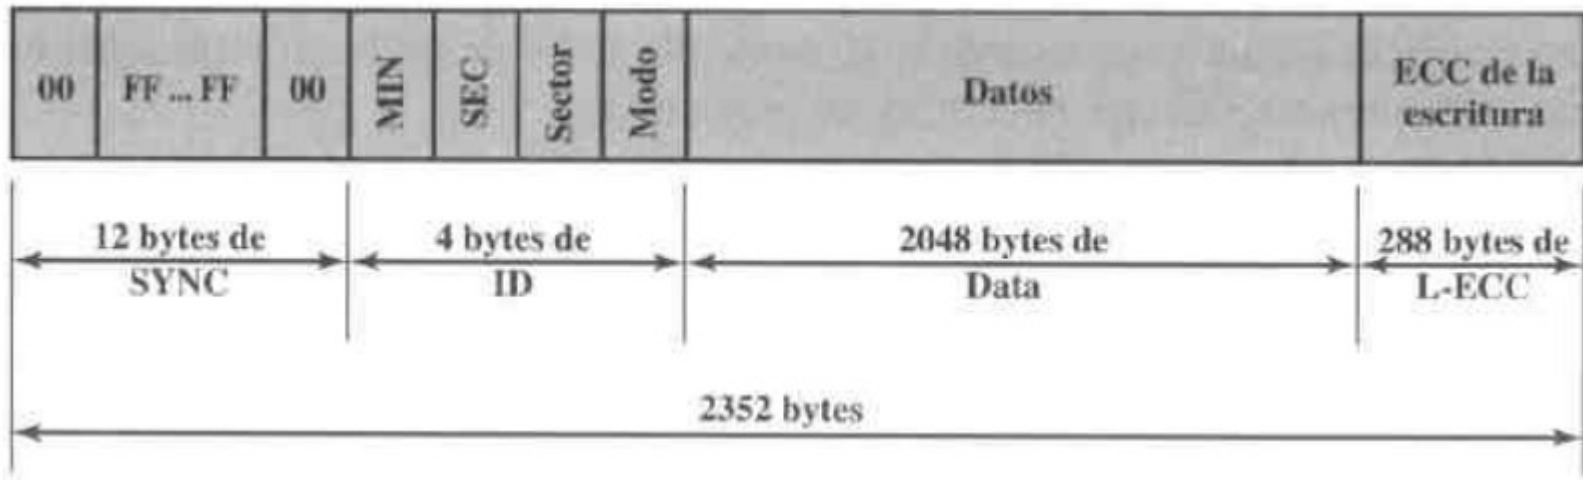 00 FF ... FF 00 MIN SEC Sector Modo Datos ECC de la
escritura
12 bytes de
SYNC
4 bytes de
ID
2048 bytes de
Data
288 bytes de
L-ECC
2352 bytes